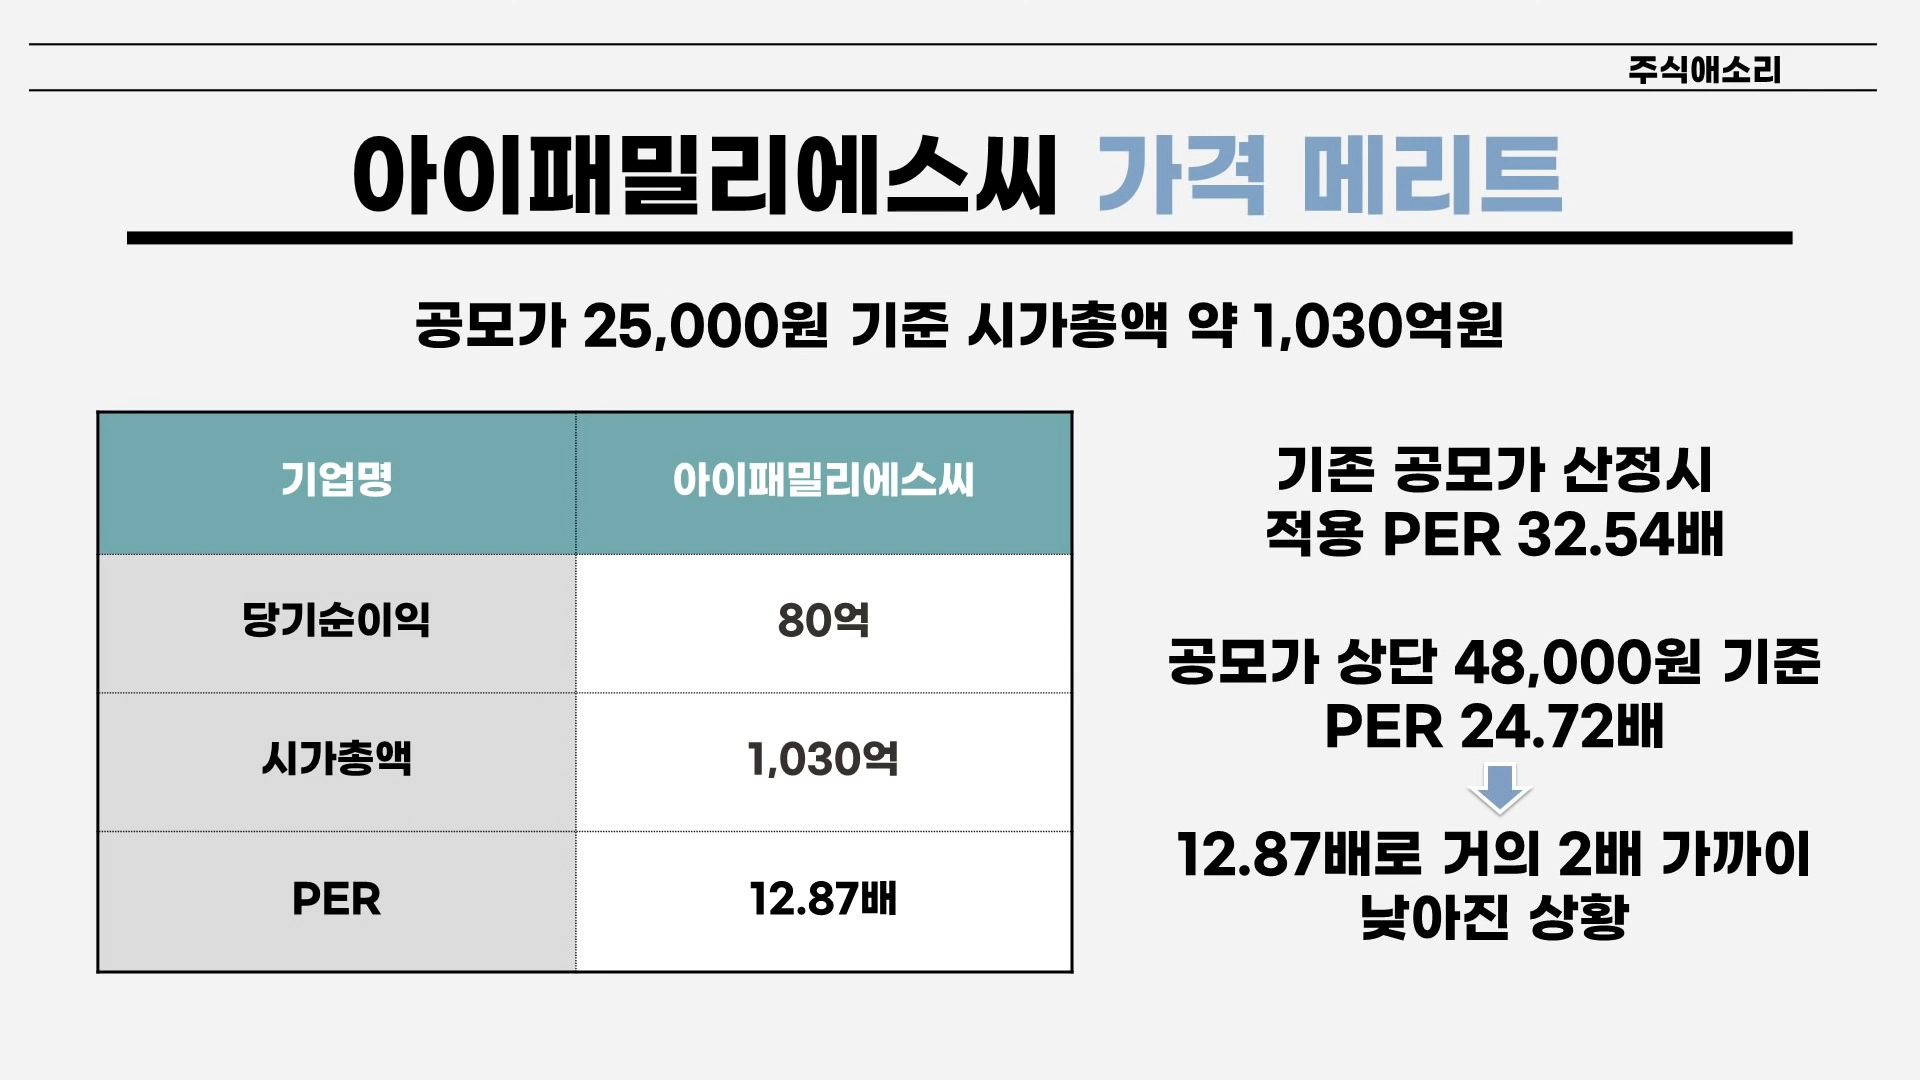 주식애소리
아이패밀리에스씨 가격 메리트
공모가 25,000원 기준 시가총액 약 1,030억원
기업명 아이패밀리에스씨
당기순이익 80억
시가총액 1,030억
PER 12.87배
기존 공모가 산정시
적용 PER 32.54배
공모가 상단 48,000원 기준
PER 24.72배
12.87배로 거의 2배 가까이
낮아진 상황